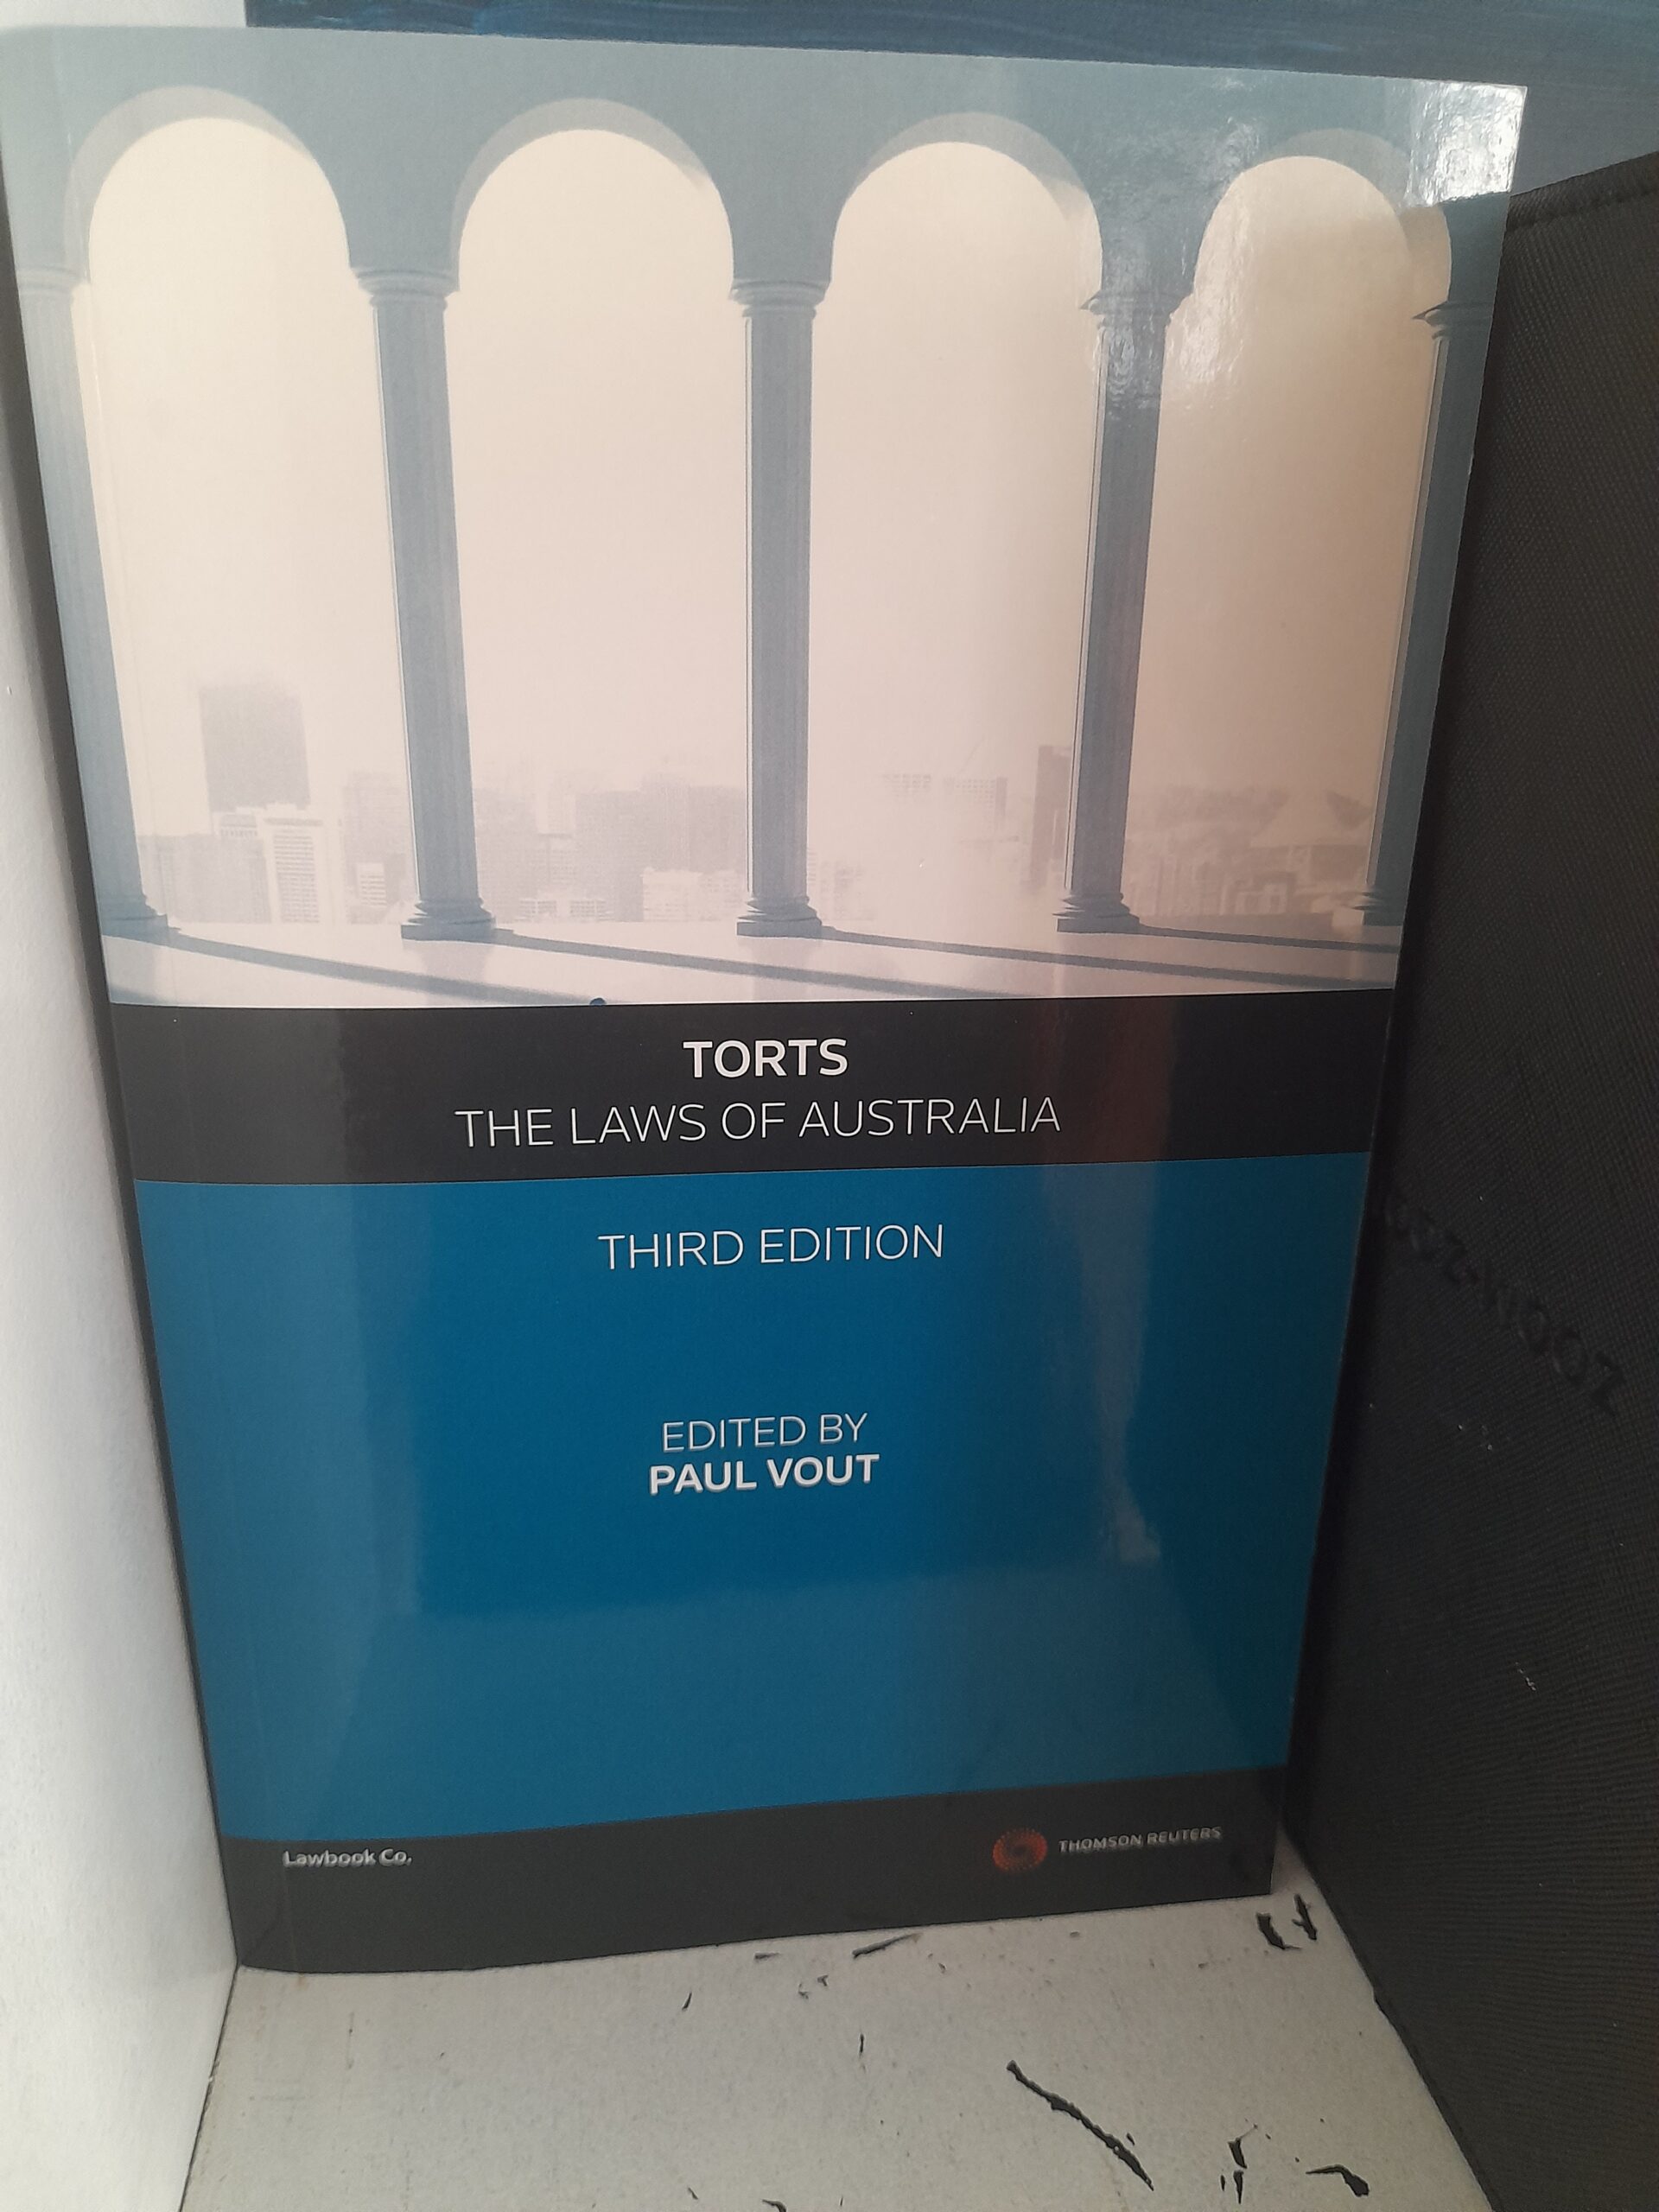 TORTS
THE LAWS OF AUSTRALIA
THIRD EDITION
EDITED BY
PAUL VOUT
Lawbook Co.
THOMSON REUTERS